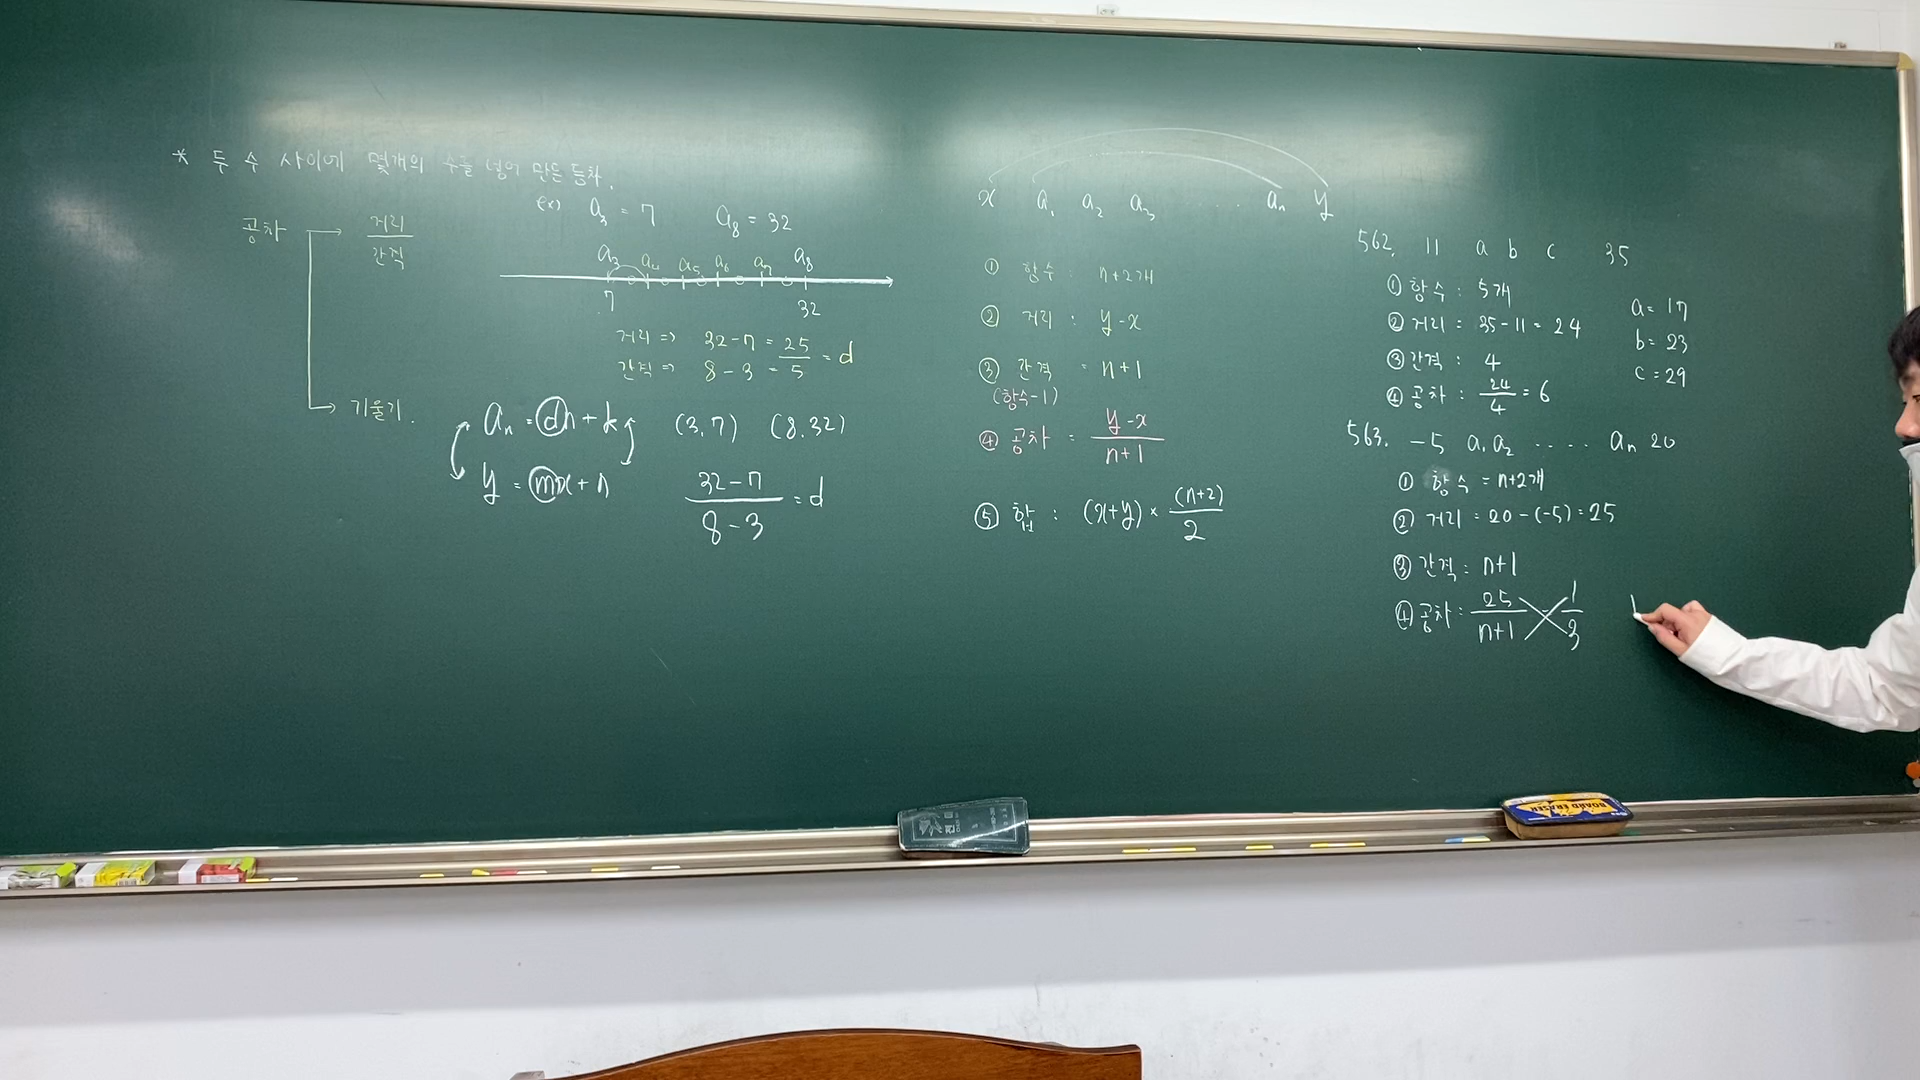 * 두 수 사이에 몇개의 수를 넣어 만든 등차.
공차 → 거리/간격
ex) a₃ = 7 a₈ = 32
a₃ a₄ a₅ a₆ a₇ a₈
7 32
거리 ⇒ 32-7 = 25
간격 ⇒ 8-3 = 5
= d
→ 기울기.
aₙ = dn + k (3, 7) (8, 32)
y = mx + n
(32-7)/(8-3) = d
x a₁ a₂ a₃ ···· aₙ y
① 항수 : n+2개
② 거리 : y-x
③ 간격 = n+1
(항수-1)
④ 공차 = (y-x)/(n+1)
⑤ 합 : (x+y) × (n+2)/2
562. 11 a b c 35
① 항수 : 5개
② 거리 = 35-11 = 24
③ 간격 : 4
④ 공차 : 24/4 = 6
a = 17
b = 23
c = 29
563. -5 a₁ a₂ ···· aₙ 20
① 항수 = n+2개
② 거리 = 20-(-5) = 25
③ 간격 : n+1
④ 공차 : 25/(n+1) = 1/3
BOARD ERASER